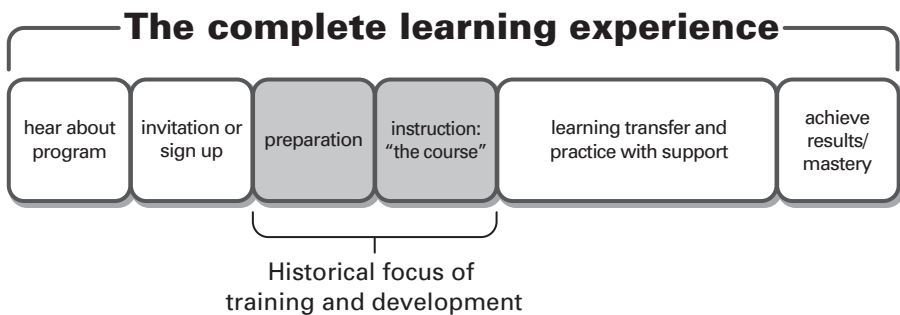 The complete learning experience
hear about
program
invitation or
sign up
preparation
instruction:
“the course”
learning transfer and
practice with support
achieve
results/
mastery
Historical focus of
training and development